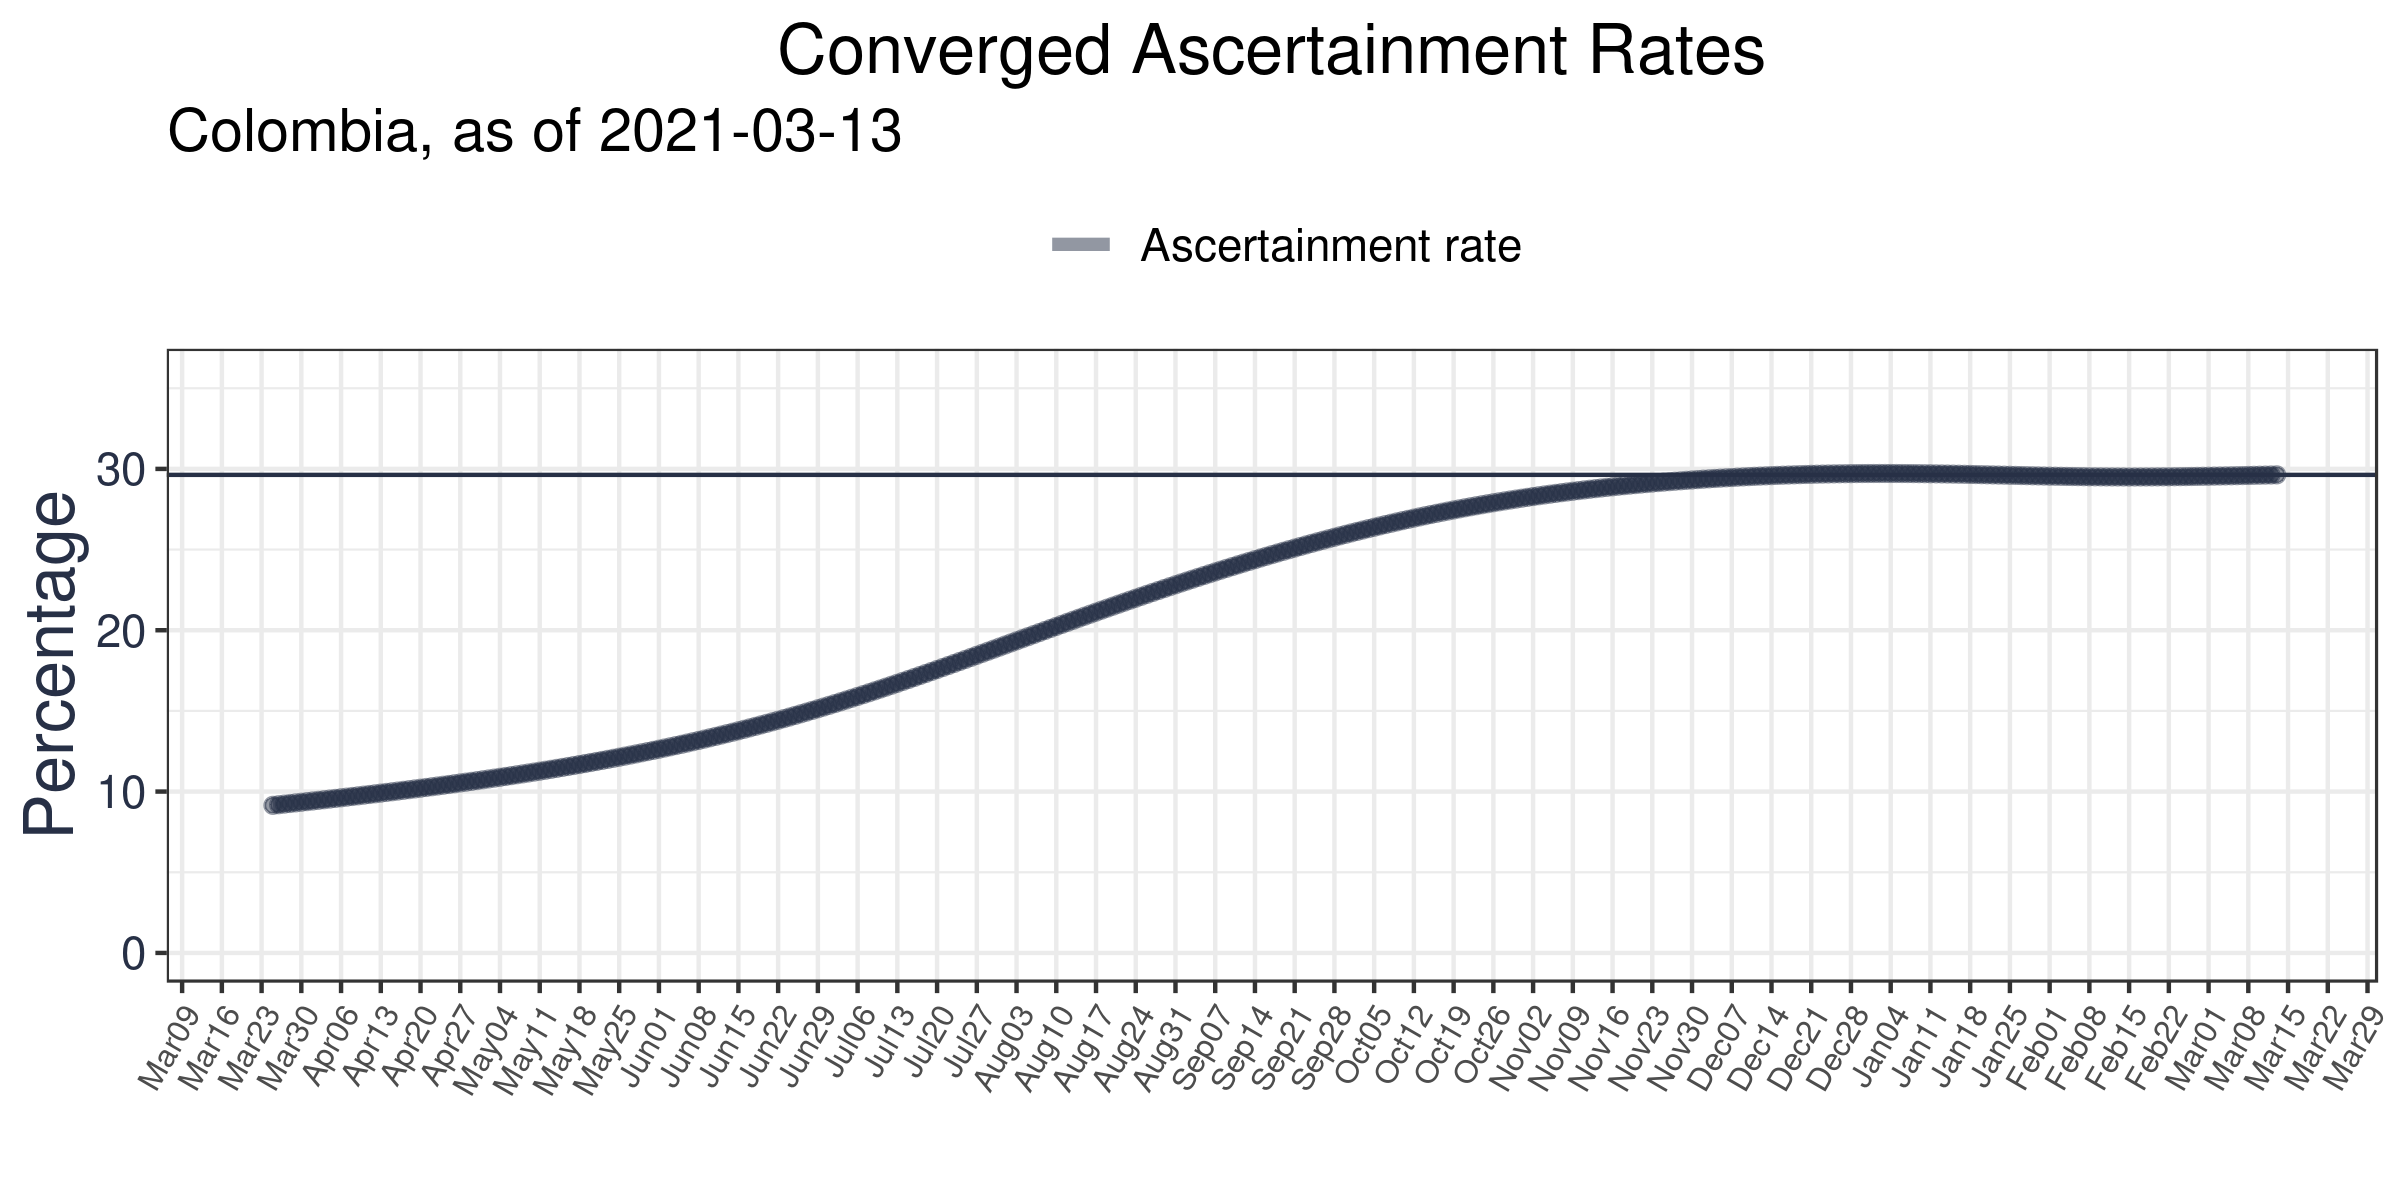 Converged Ascertainment Rates
Colombia, as of 2021-03-13
Ascertainment rate
Percentage
30
20
10
0
Mar09 Mar16 Mar23 Mar30 Apr06 Apr13 Apr20 Apr27 May04 May11 May18 May25 Jun01 Jun08 Jun15 Jun22 Jun29 Jul06 Jul13 Jul20 Jul27 Aug03 Aug10 Aug17 Aug24 Aug31 Sep07 Sep14 Sep21 Sep28 Oct05 Oct12 Oct19 Oct26 Nov02 Nov09 Nov16 Nov23 Nov30 Dec07 Dec14 Dec21 Dec28 Jan04 Jan11 Jan18 Jan25 Feb01 Feb08 Feb15 Feb22 Mar01 Mar08 Mar15 Mar22 Mar29